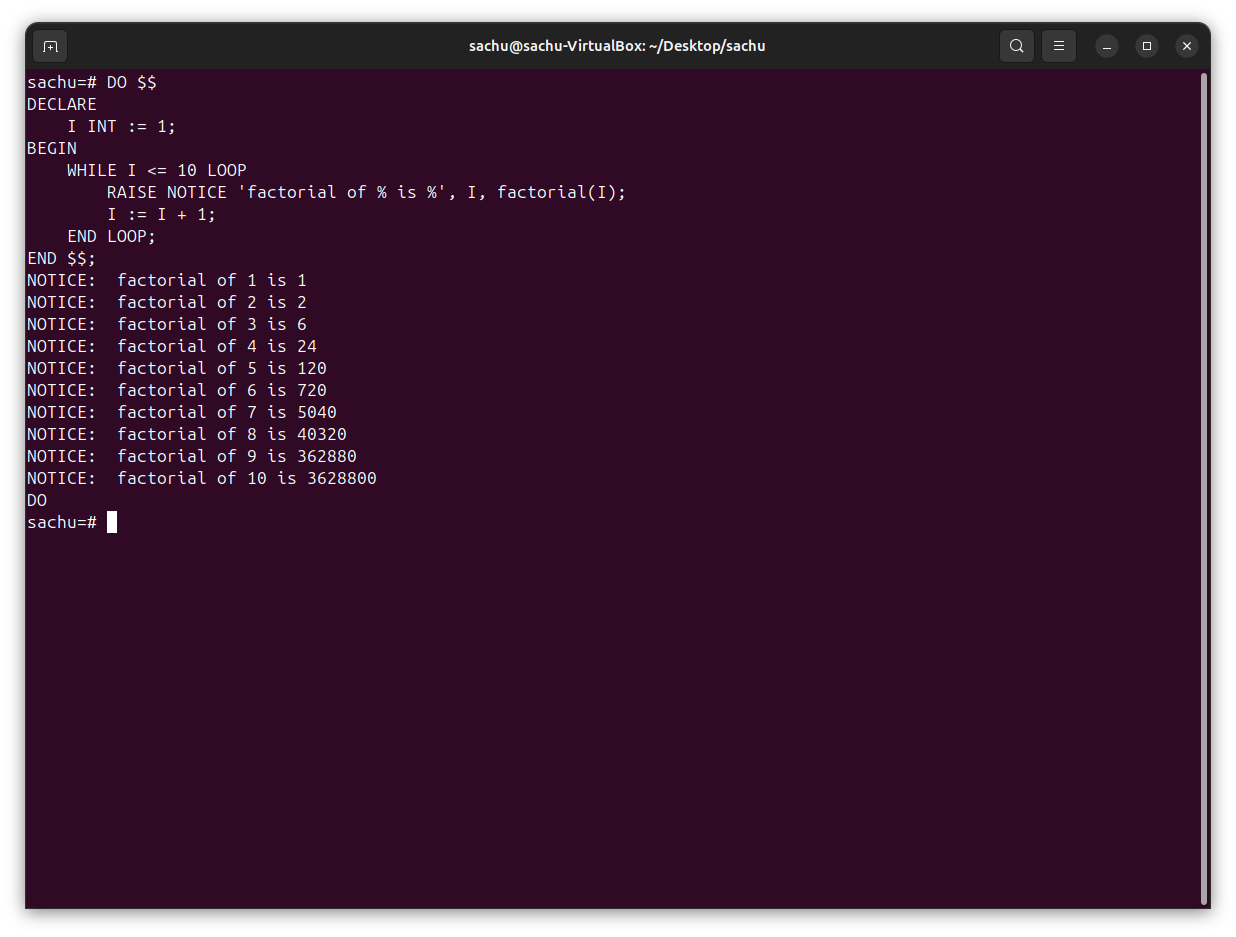 sachu@sachu-VirtualBox: ~/Desktop/sachu
sachu=# DO $$
DECLARE
    I INT := 1;
BEGIN
    WHILE I <= 10 LOOP
        RAISE NOTICE 'factorial of % is %', I, factorial(I);
        I := I + 1;
    END LOOP;
END $$;
NOTICE:  factorial of 1 is 1
NOTICE:  factorial of 2 is 2
NOTICE:  factorial of 3 is 6
NOTICE:  factorial of 4 is 24
NOTICE:  factorial of 5 is 120
NOTICE:  factorial of 6 is 720
NOTICE:  factorial of 7 is 5040
NOTICE:  factorial of 8 is 40320
NOTICE:  factorial of 9 is 362880
NOTICE:  factorial of 10 is 3628800
DO
sachu=#